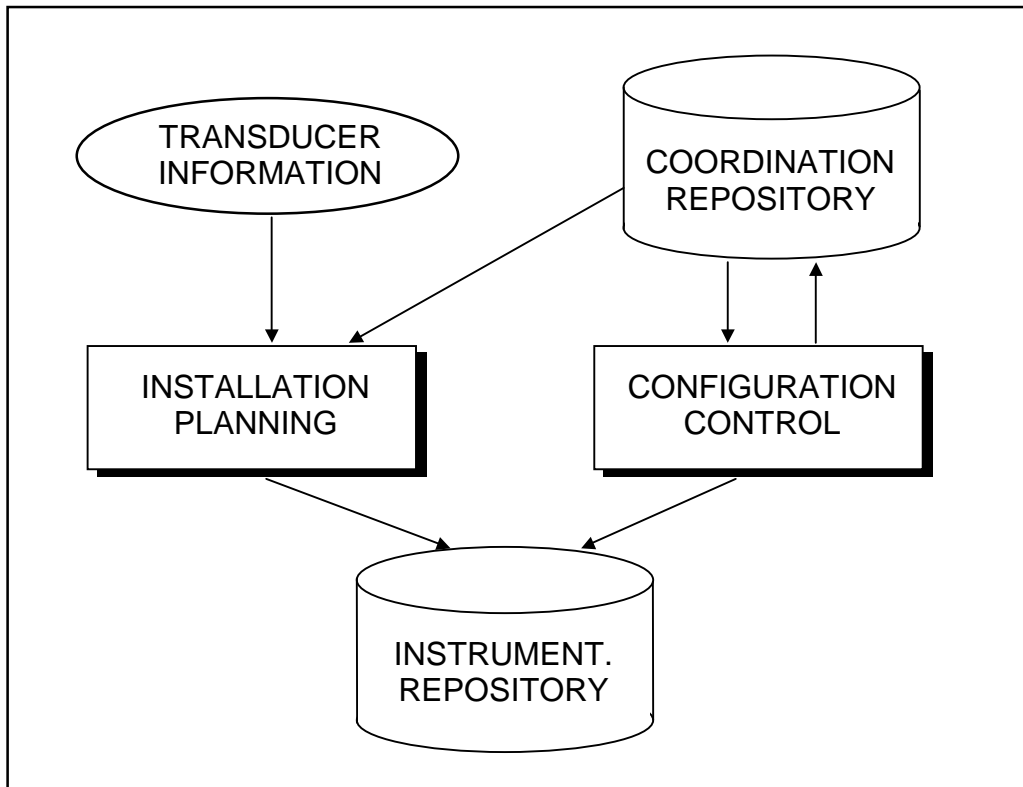 TRANSDUCER
INFORMATION
COORDINATION
REPOSITORY
INSTALLATION
PLANNING
CONFIGURATION
CONTROL
INSTRUMENT.
REPOSITORY